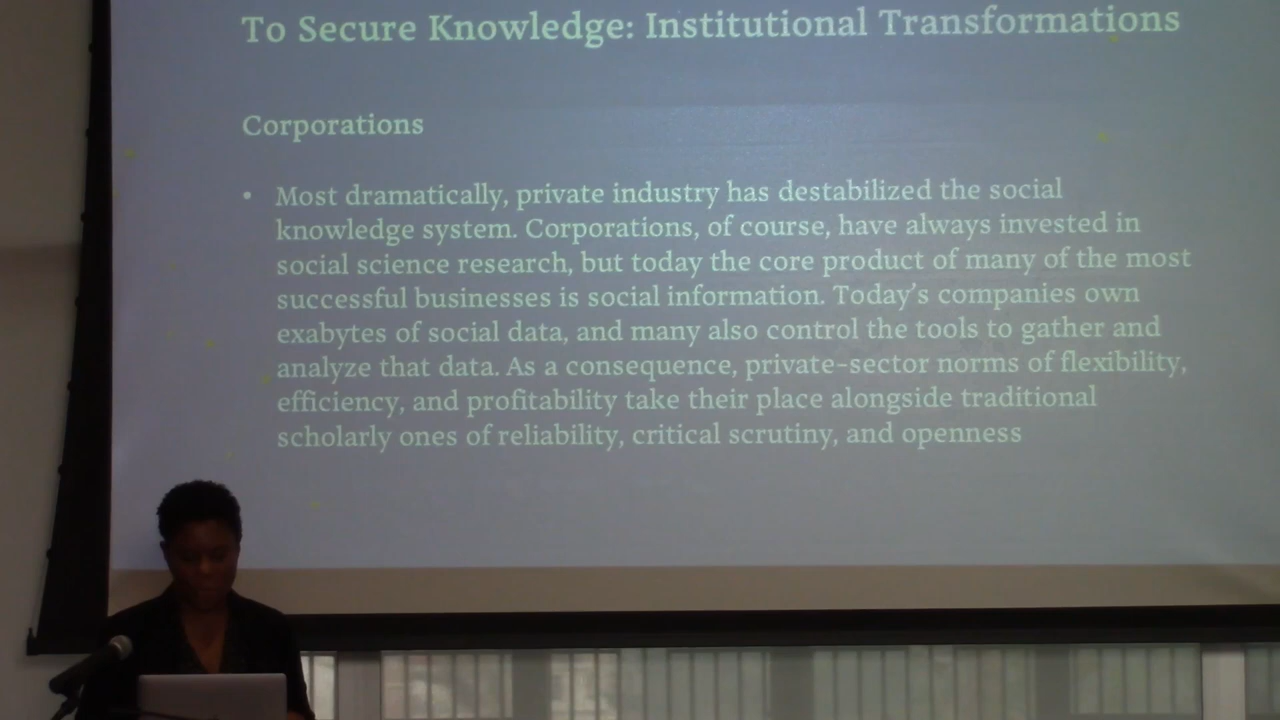 To Secure Knowledge: Institutional Transformations
Corporations
• Most dramatically, private industry has destabilized the social
knowledge system. Corporations, of course, have always invested in
social science research, but today the core product of many of the most
successful businesses is social information. Today's companies own
exabytes of social data, and many also control the tools to gather and
analyze that data. As a consequence, private-sector norms of flexibility,
efficiency, and profitability take their place alongside traditional
scholarly ones of reliability, critical scrutiny, and openness